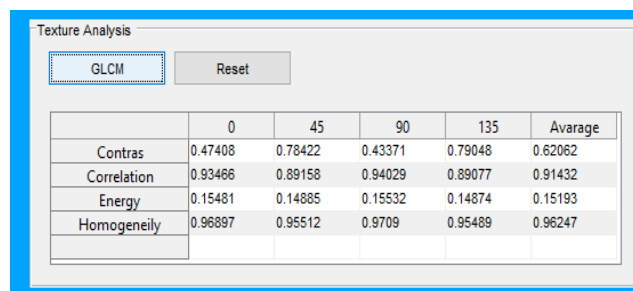 Texture Analysis
GLCM Reset
0 45 90 135 Avarage
Contras 0.47408 0.78422 0.43371 0.79048 0.62062
Correlation 0.93466 0.89158 0.94029 0.89077 0.91432
Energy 0.15481 0.14885 0.15532 0.14874 0.15193
Homogeneily 0.96897 0.95512 0.9709 0.95489 0.96247